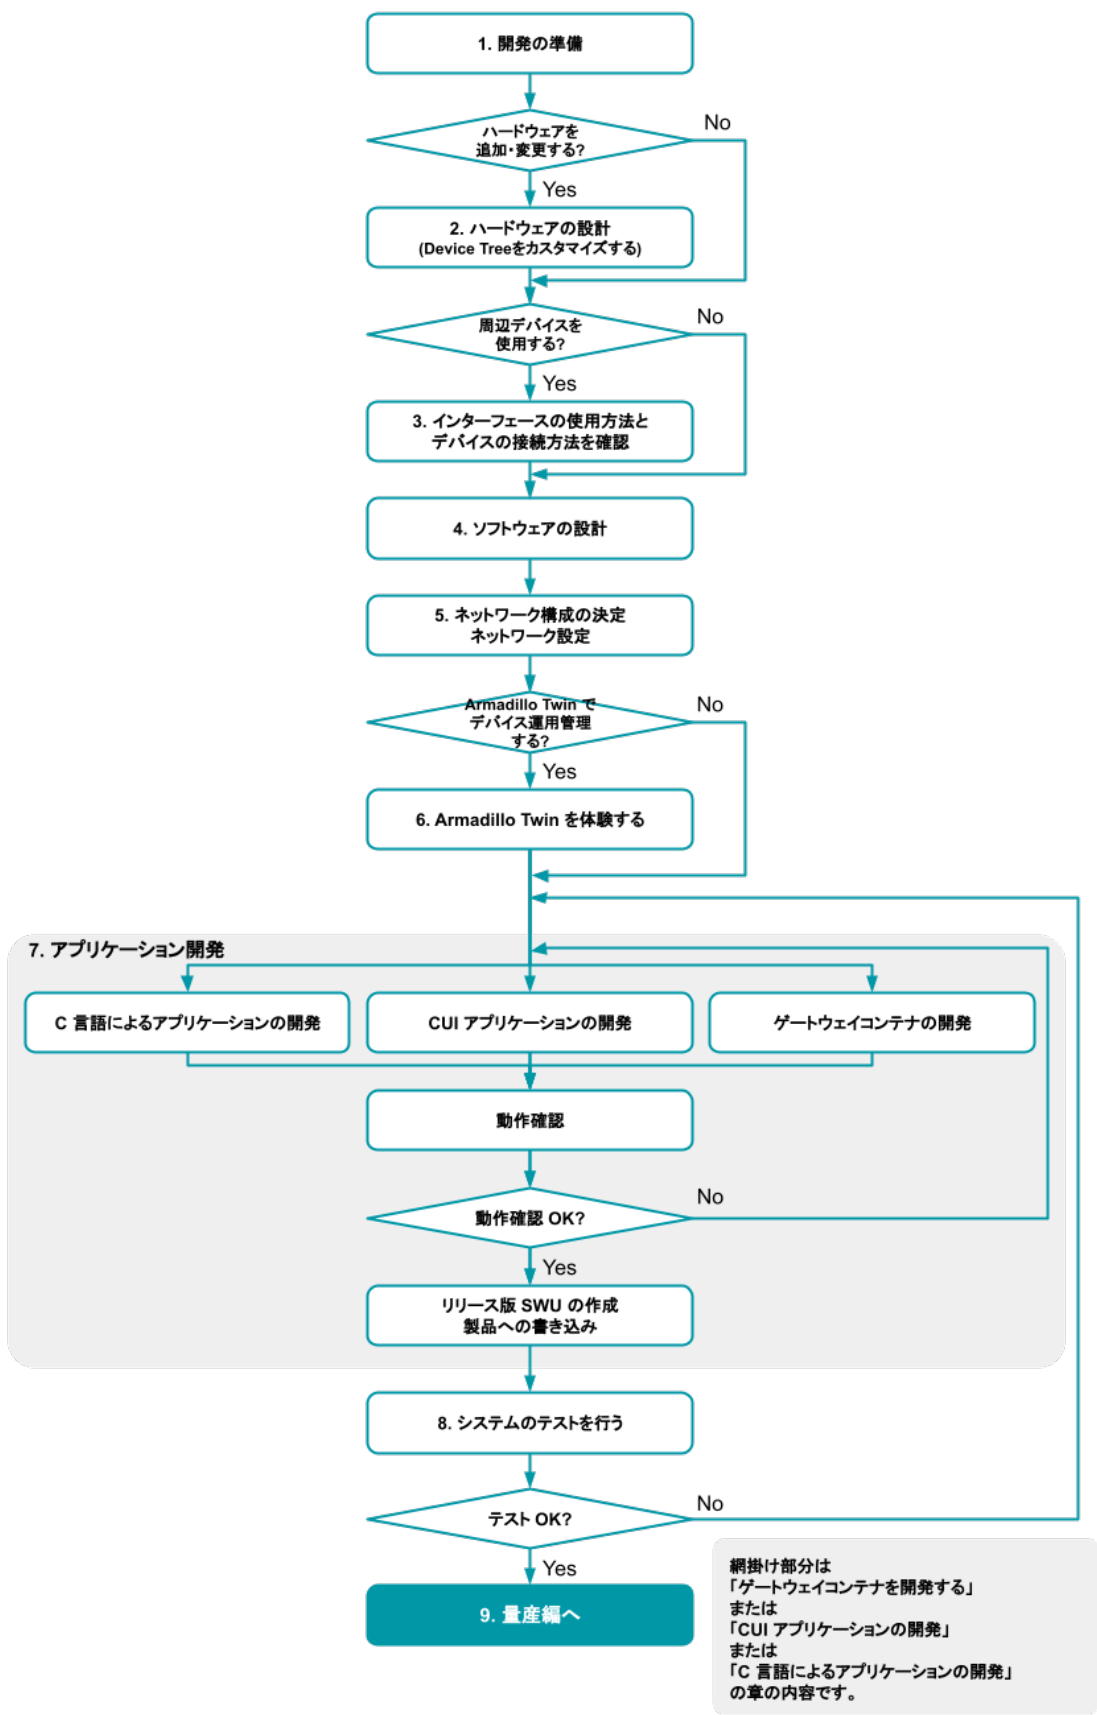 1. 開発の準備
ハードウェアを
追加・変更する?
No
Yes
2. ハードウェアの設計
(Device Treeをカスタマイズする)
周辺デバイスを
使用する?
No
Yes
3. インターフェースの使用方法と
デバイスの接続方法を確認
4. ソフトウェアの設計
5. ネットワーク構成の決定
ネットワーク設定
Armadillo Twin で
デバイス運用管理
する?
No
Yes
6. Armadillo Twin を体験する
7. アプリケーション開発
C 言語によるアプリケーションの開発
CUI アプリケーションの開発
ゲートウェイコンテナの開発
動作確認
動作確認 OK?
No
Yes
リリース版 SWU の作成
製品への書き込み
8. システムのテストを行う
テスト OK?
No
Yes
9. 量産編へ
網掛け部分は
「ゲートウェイコンテナを開発する」
または
「CUI アプリケーションの開発」
または
「C 言語によるアプリケーションの開発」
の章の内容です。